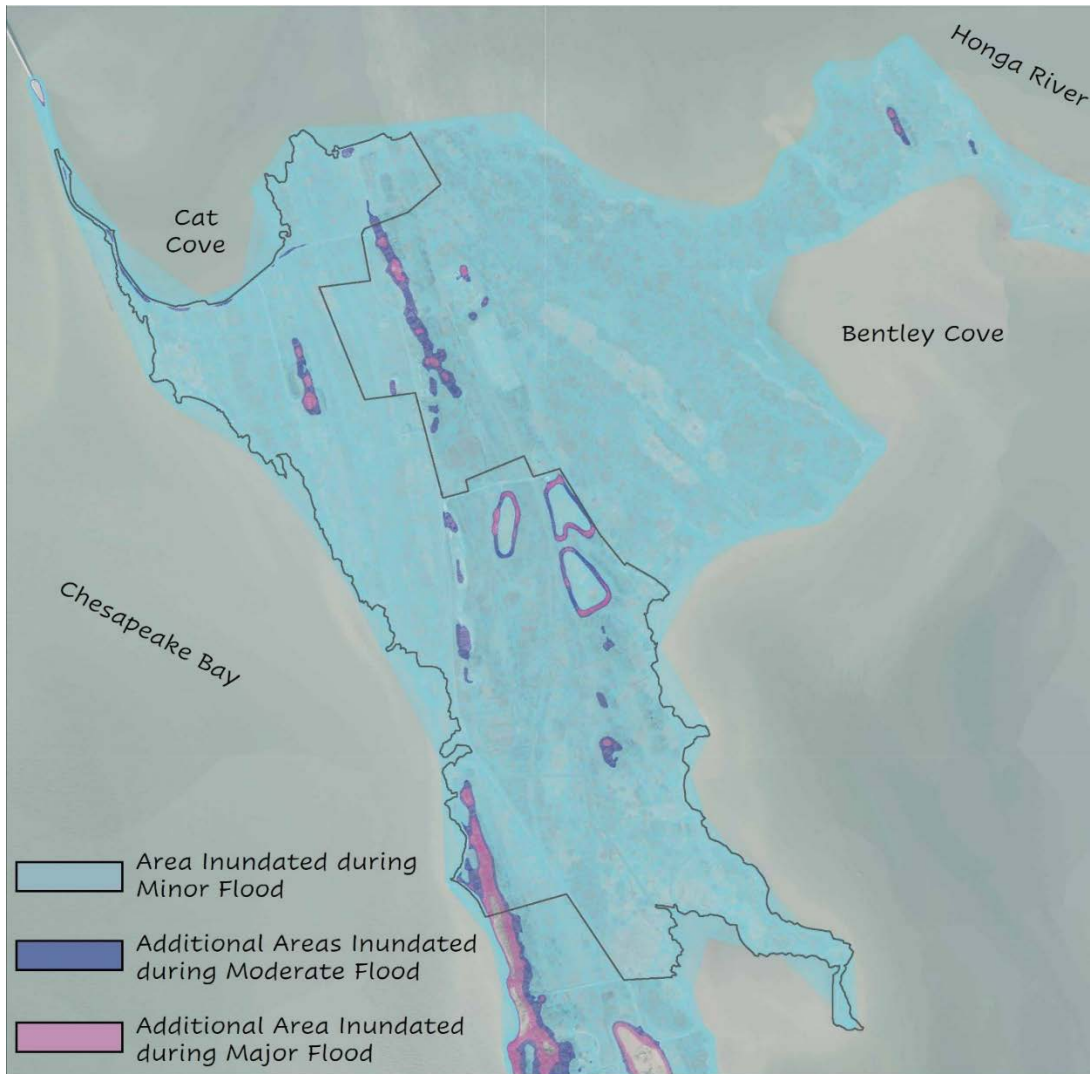 Honga River
Cat
Cove
Bentley Cove
Chesapeake Bay
Area Inundated during
Minor Flood
Additional Areas Inundated
during Moderate Flood
Additional Area Inundated
during Major Flood